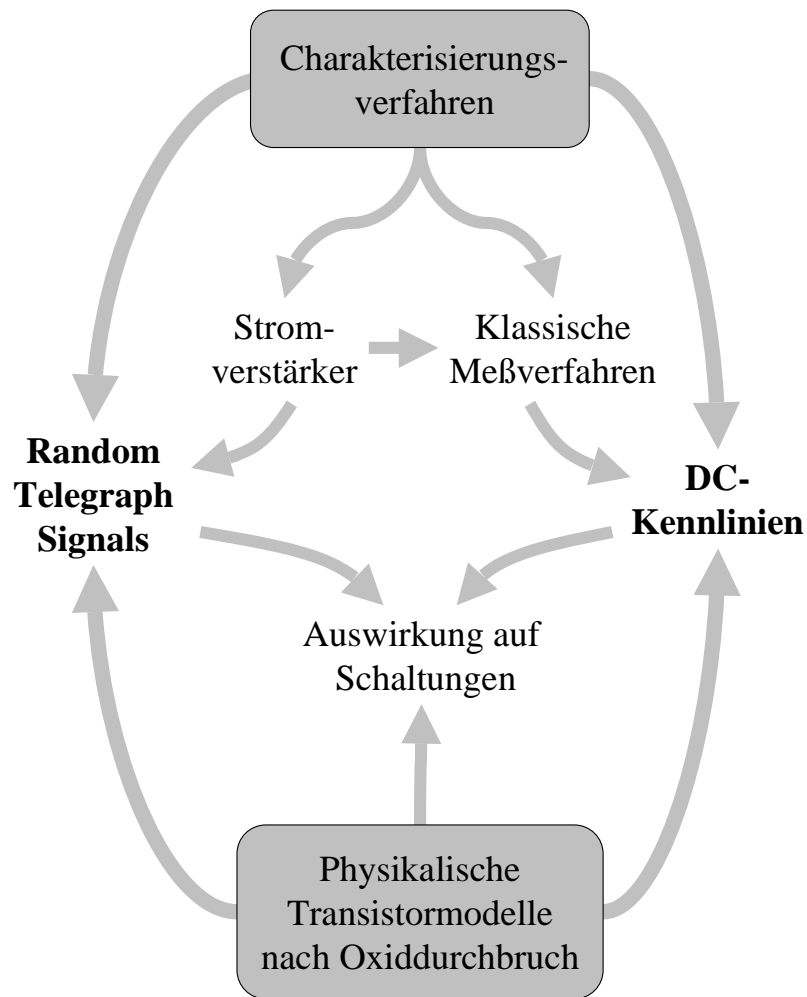 Charakterisierungs-
verfahren
Strom-
verstärker
Klassische
Meßverfahren
Random
Telegraph
Signals
DC-
Kennlinien
Auswirkung auf
Schaltungen
Physikalische
Transistormodelle
nach Oxiddurchbruch